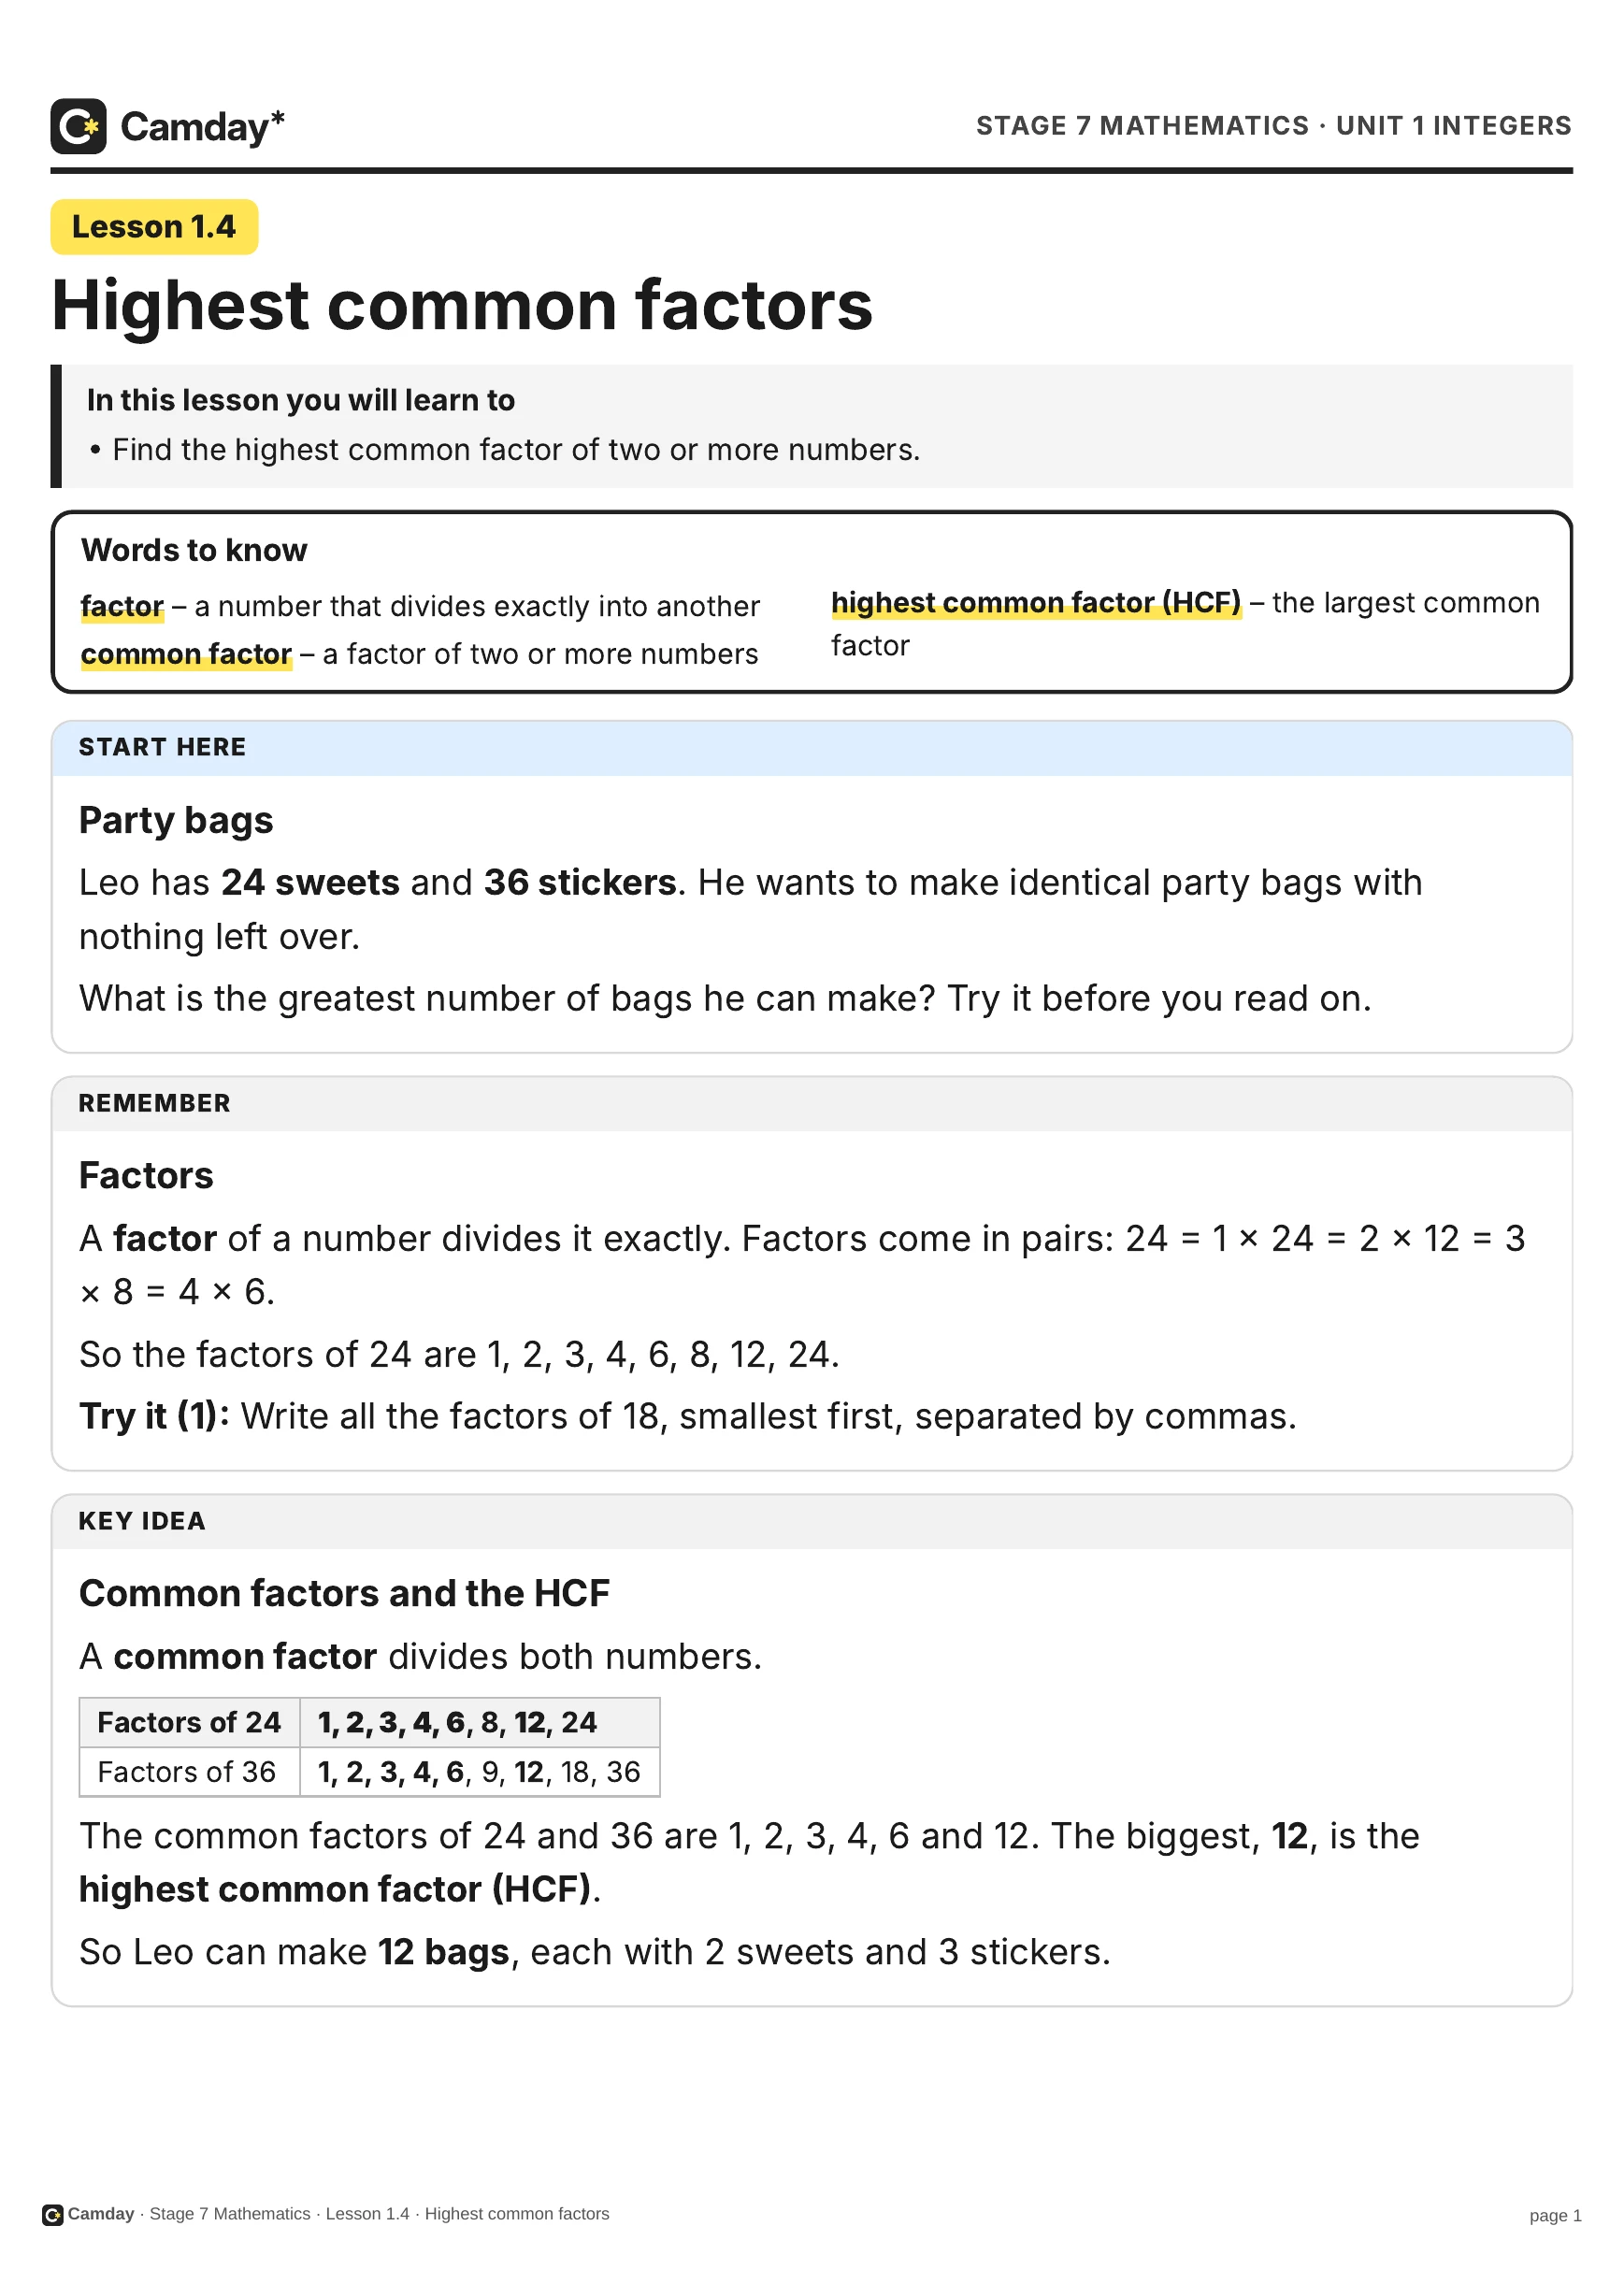 Camday*
STAGE 7 MATHEMATICS · UNIT 1 INTEGERS
Lesson 1.4
Highest common factors
In this lesson you will learn to
• Find the highest common factor of two or more numbers.
Words to know
factor – a number that divides exactly into another
common factor – a factor of two or more numbers
highest common factor (HCF) – the largest common
factor
START HERE
Party bags
Leo has 24 sweets and 36 stickers. He wants to make identical party bags with
nothing left over.
What is the greatest number of bags he can make? Try it before you read on.
REMEMBER
Factors
A factor of a number divides it exactly. Factors come in pairs: 24 = 1 × 24 = 2 × 12 = 3
× 8 = 4 × 6.
So the factors of 24 are 1, 2, 3, 4, 6, 8, 12, 24.
Try it (1): Write all the factors of 18, smallest first, separated by commas.
KEY IDEA
Common factors and the HCF
A common factor divides both numbers.
Factors of 24 1, 2, 3, 4, 6, 8, 12, 24
Factors of 36 1, 2, 3, 4, 6, 9, 12, 18, 36
The common factors of 24 and 36 are 1, 2, 3, 4, 6 and 12. The biggest, 12, is the
highest common factor (HCF).
So Leo can make 12 bags, each with 2 sweets and 3 stickers.
Camday · Stage 7 Mathematics · Lesson 1.4 · Highest common factors
page 1